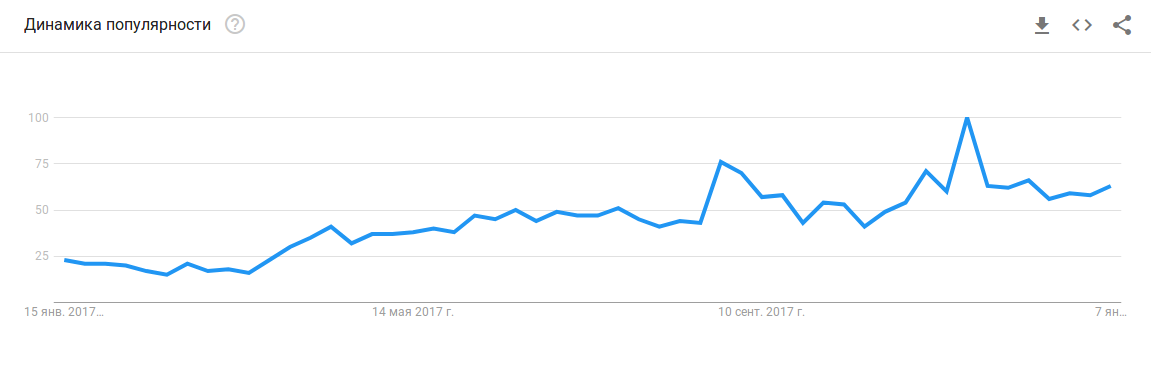 Динамика популярности ?
100
75
50
25
15 янв. 2017…
14 мая 2017 г.
10 сент. 2017 г.
7 ян…